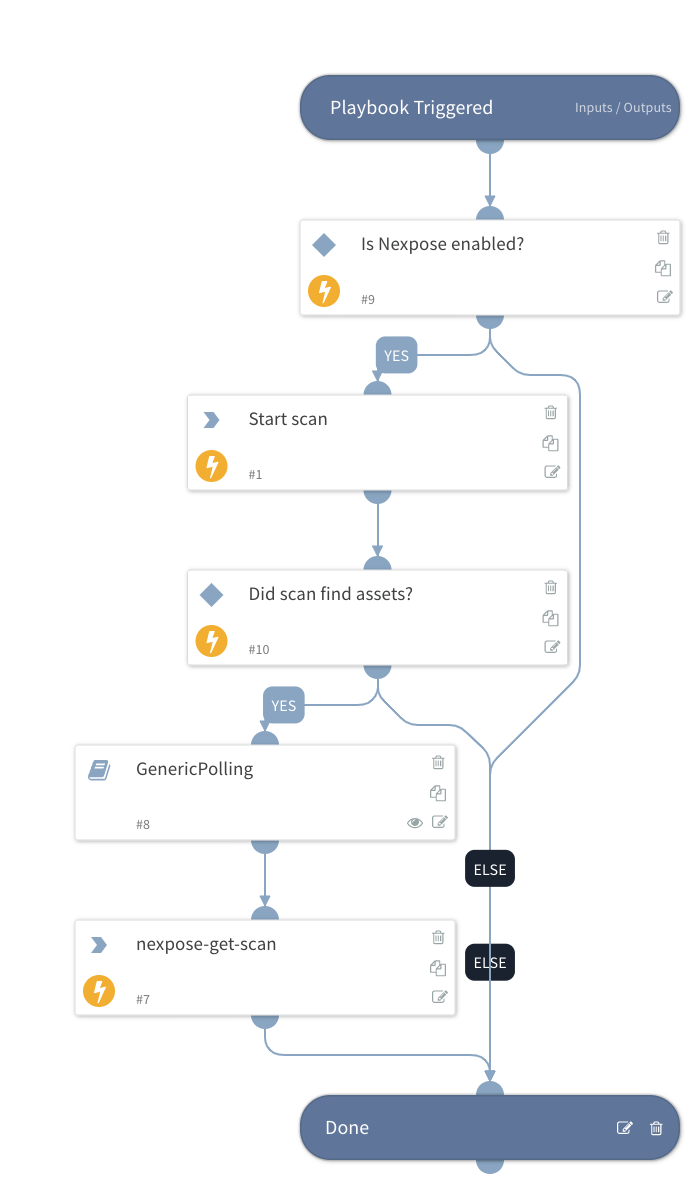 Playbook Triggered
Inputs / Outputs
Is Nexpose enabled?
#9
YES
Start scan
#1
Did scan find assets?
#10
YES
GenericPolling
#8
ELSE
nexpose-get-scan
ELSE
#7
Done